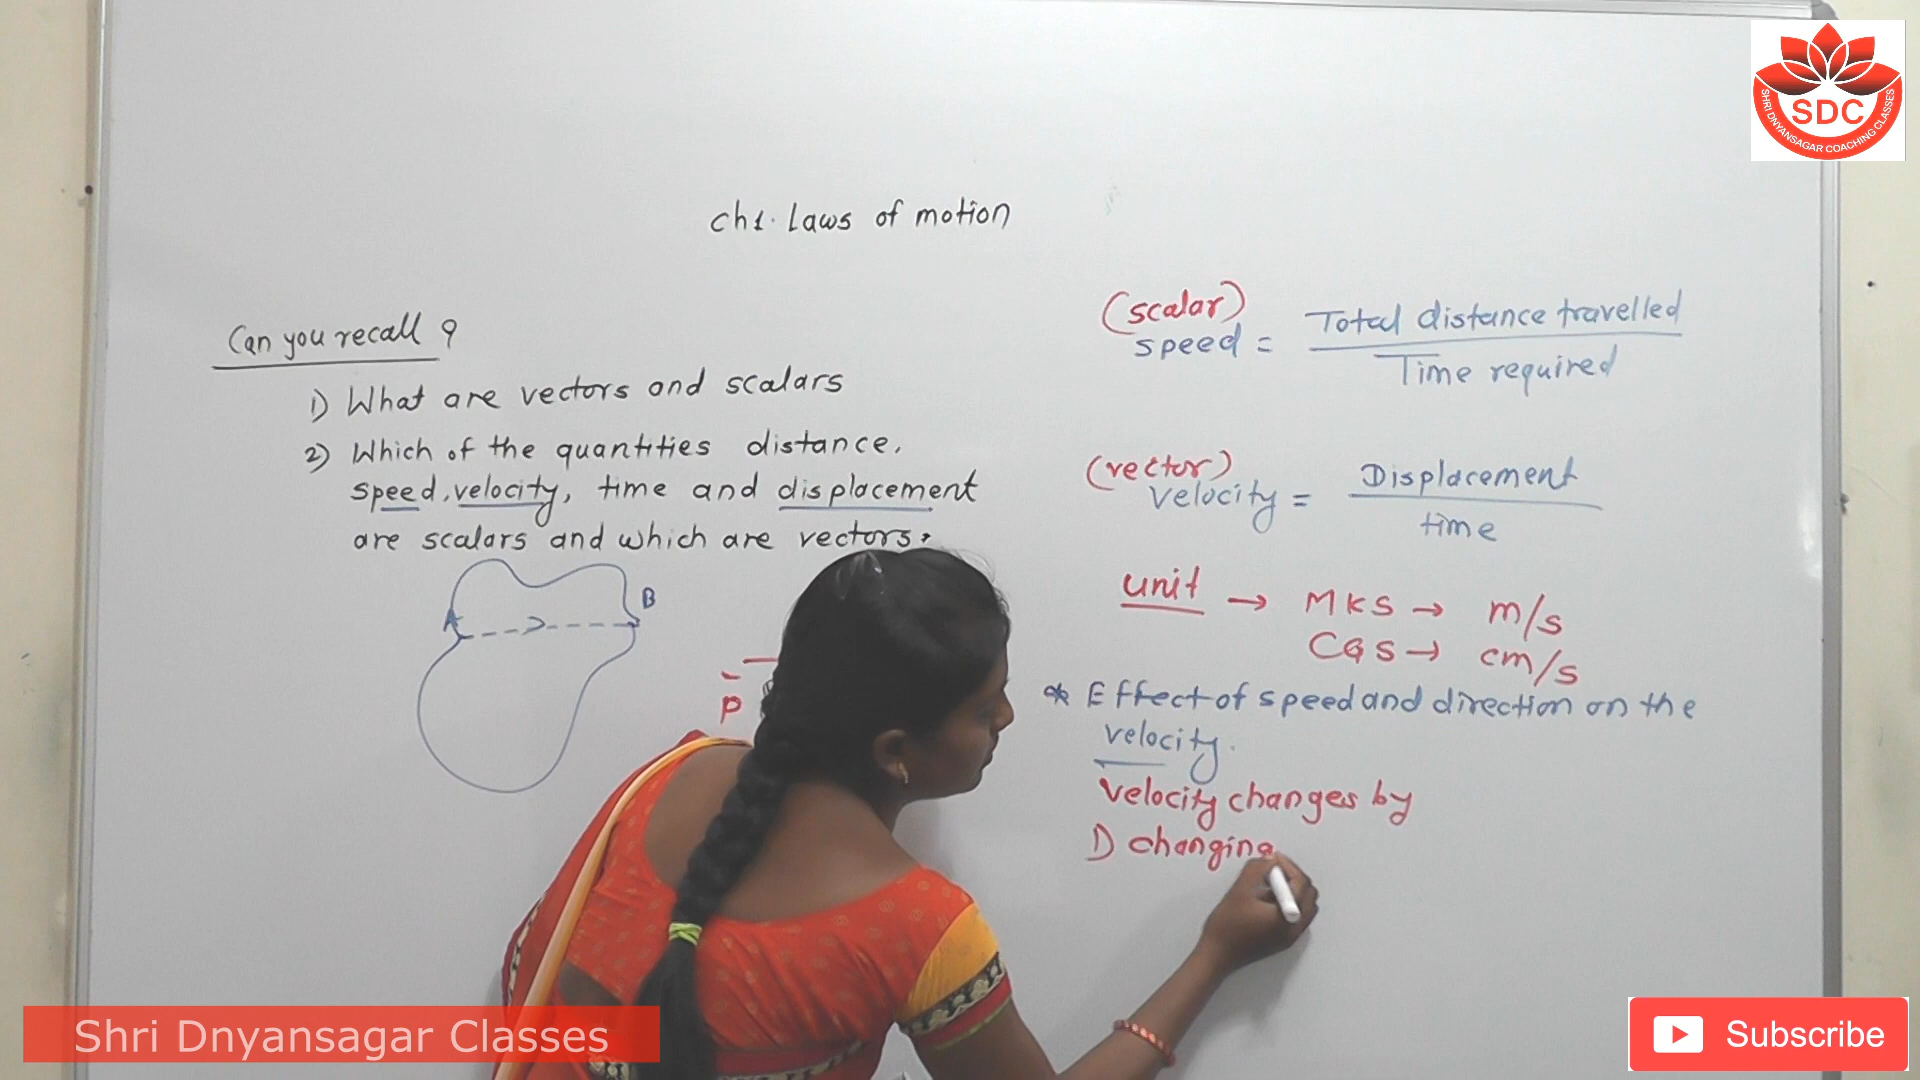 SDC
SHRI DNYANSAGAR COACHING CLASSES
ch1. Laws of motion
Can you recall ?
1) What are vectors and scalars
2) Which of the quantities distance,
speed, velocity, time and displacement
are scalars and which are vectors?
A
B
P
(scalar)
speed = Total distance travelled
Time required
(vector)
velocity = Displacement
time
unit → MKS → m/s
CGS → cm/s
* Effect of speed and direction on the
velocity.
Velocity changes by
1) changing
Shri Dnyansagar Classes
Subscribe